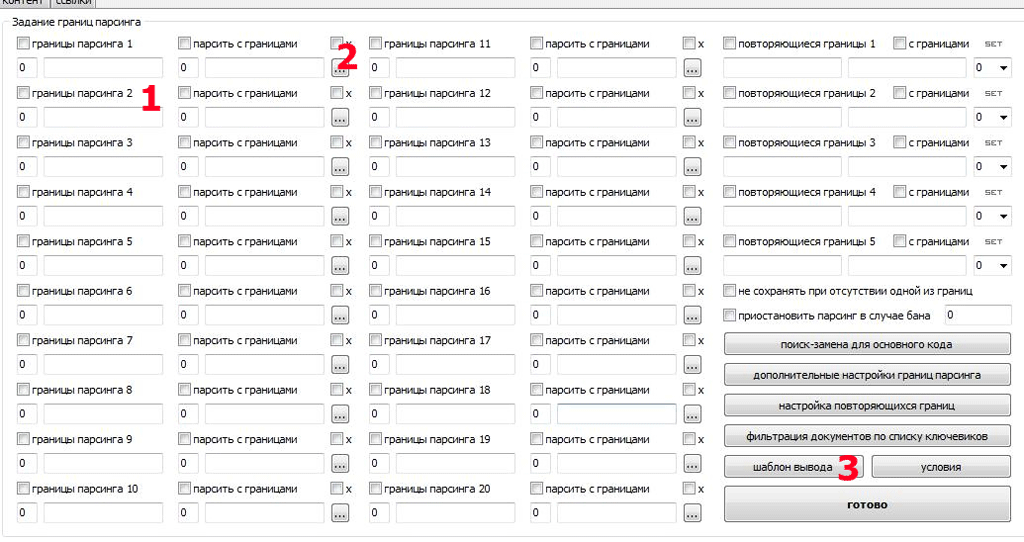 контент ссылки
Задание границ парсинга
границы парсинга 1 парсить с границами x границы парсинга 11 парсить с границами x повторяющиеся границы 1 с границами SET
0 0 ... 0 0 ... 0
2
границы парсинга 2 парсить с границами x границы парсинга 12 парсить с границами x повторяющиеся границы 2 с границами SET
1
0 0 ... 0 0 ... 0
границы парсинга 3 парсить с границами x границы парсинга 13 парсить с границами x повторяющиеся границы 3 с границами SET
0 0 ... 0 0 ... 0
границы парсинга 4 парсить с границами x границы парсинга 14 парсить с границами x повторяющиеся границы 4 с границами SET
0 0 ... 0 0 ... 0
границы парсинга 5 парсить с границами x границы парсинга 15 парсить с границами x повторяющиеся границы 5 с границами SET
0 0 ... 0 0 ... 0
границы парсинга 6 парсить с границами x границы парсинга 16 парсить с границами x не сохранять при отсутствии одной из границ
0 0 ... 0 0 ... приостановить парсинг в случае бана 0
границы парсинга 7 парсить с границами x границы парсинга 17 парсить с границами x поиск-замена для основного кода
0 0 ... 0 0 ... дополнительные настройки границ парсинга
границы парсинга 8 парсить с границами x границы парсинга 18 парсить с границами x настройка повторяющихся границ
0 0 ... 0 0 ...
границы парсинга 9 парсить с границами x границы парсинга 19 парсить с границами x фильтрация документов по списку ключевиков
0 0 ... 0 0 ... шаблон вывода 3 условия
границы парсинга 10 парсить с границами x границы парсинга 20 парсить с границами x готово
0 0 ... 0 0 ...